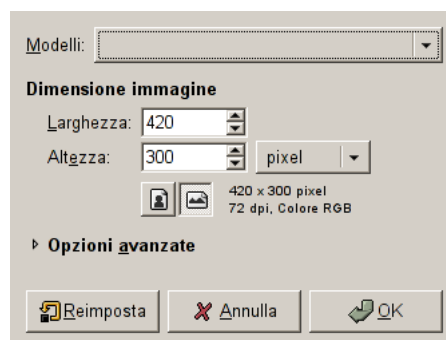 Modelli:
Dimensione immagine
Larghezza: 420
Altezza: 300 pixel
420 x 300 pixel
72 dpi, Colore RGB
Opzioni avanzate
Reimposta Annulla OK